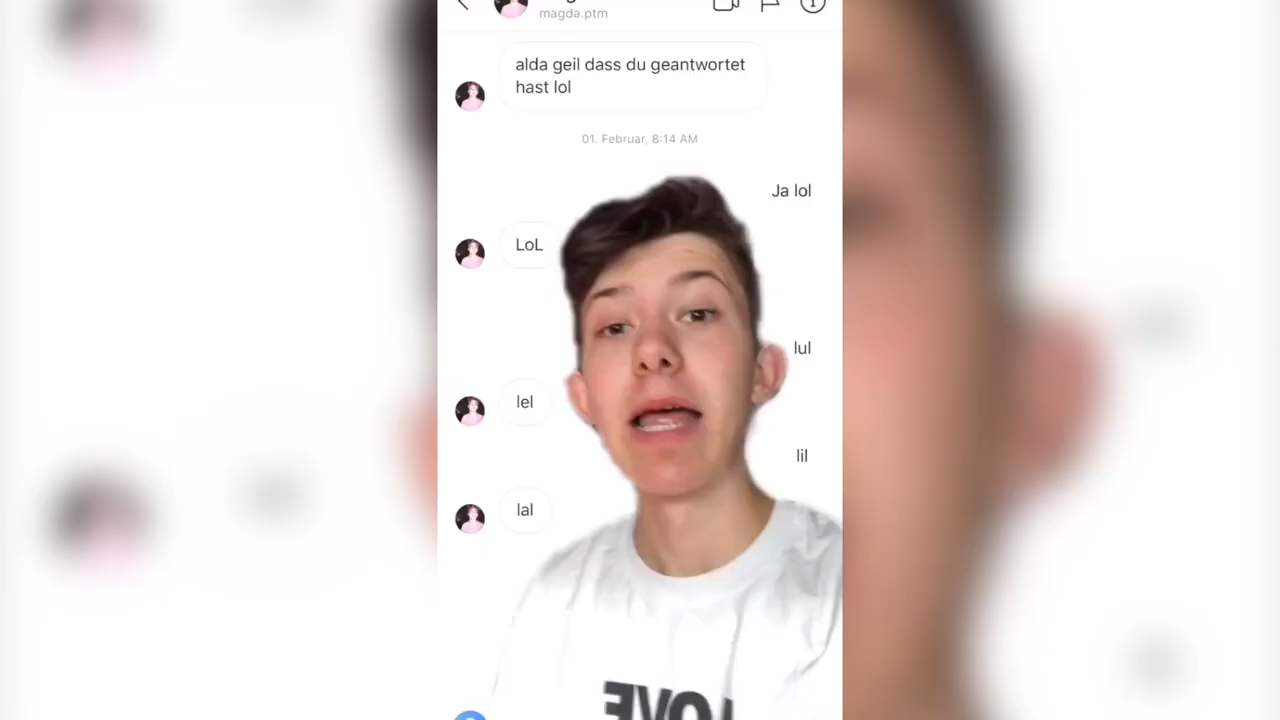 magda.ptm
alda geil dass du geantwortet
hast lol
01. Februar, 8:14 AM
Ja lol
LoL
lul
lel
lil
lal
LOVE